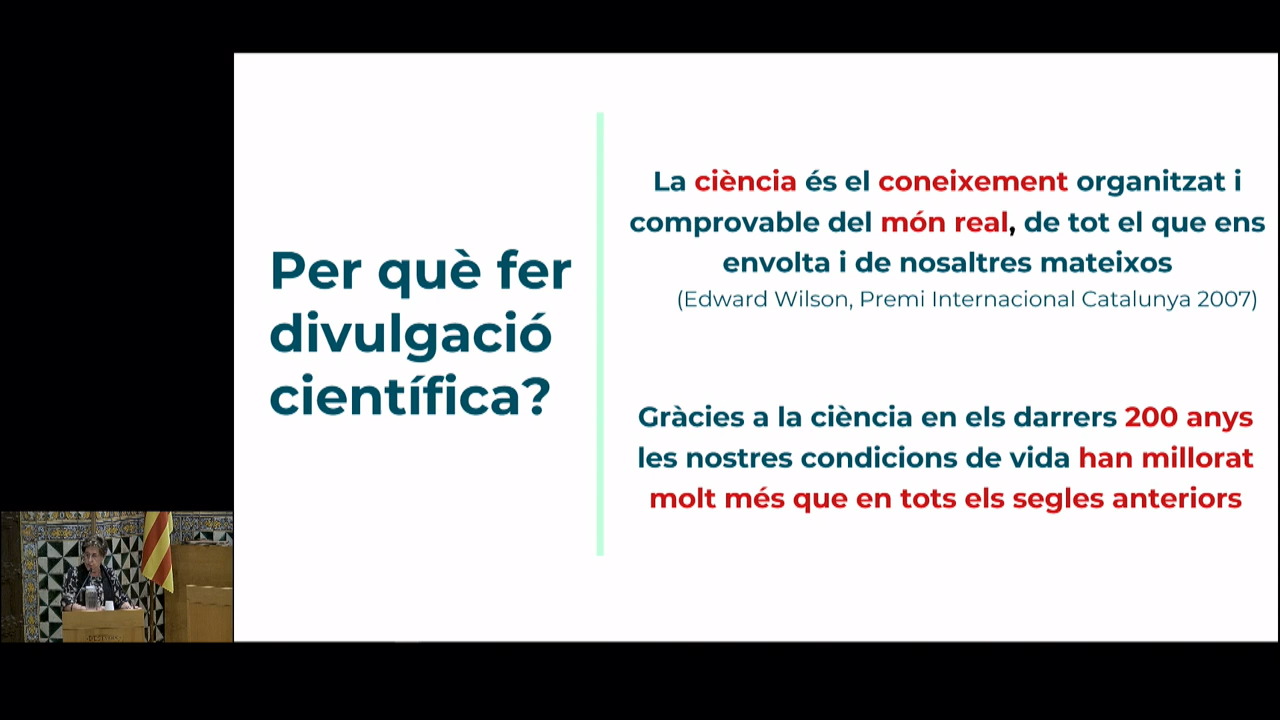 Per què fer
divulgació
científica?
La ciència és el coneixement organitzat i
comprovable del món real, de tot el que ens
envolta i de nosaltres mateixos
(Edward Wilson, Premi Internacional Catalunya 2007)
Gràcies a la ciència en els darrers 200 anys
les nostres condicions de vida han millorat
molt més que en tots els segles anteriors